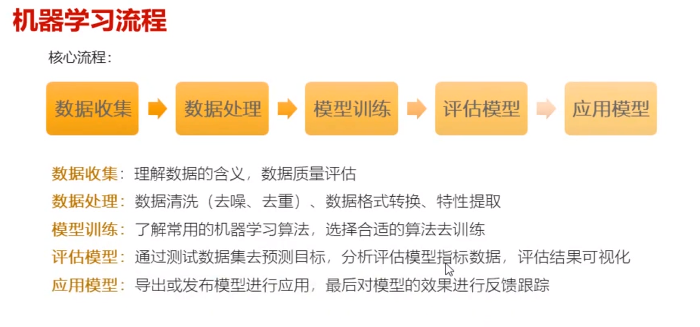 机器学习流程
核心流程：
数据收集 数据处理 模型训练 评估模型 应用模型
数据收集：理解数据的含义，数据质量评估
数据处理：数据清洗（去噪、去重）、数据格式转换、特性提取
模型训练：了解常用的机器学习算法，选择合适的算法去训练
评估模型：通过测试数据集去预测目标，分析评估模型指标数据，评估结果可视化
应用模型：导出或发布模型进行应用，最后对模型的效果进行反馈跟踪